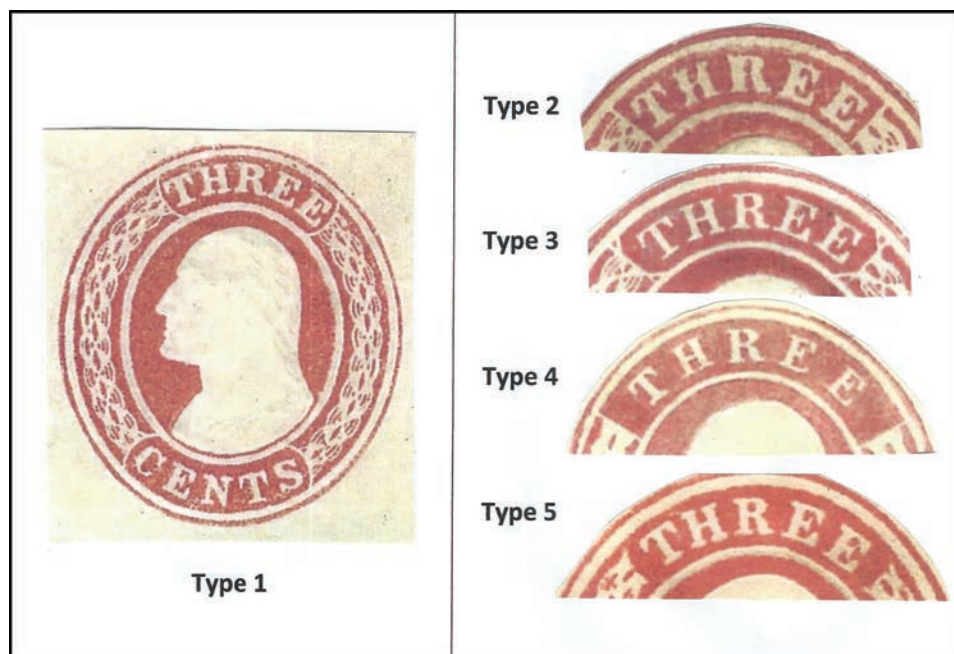 THREE
CENTS
Type 1
Type 2
THREE
Type 3
THREE
Type 4
THREE
Type 5
THREE